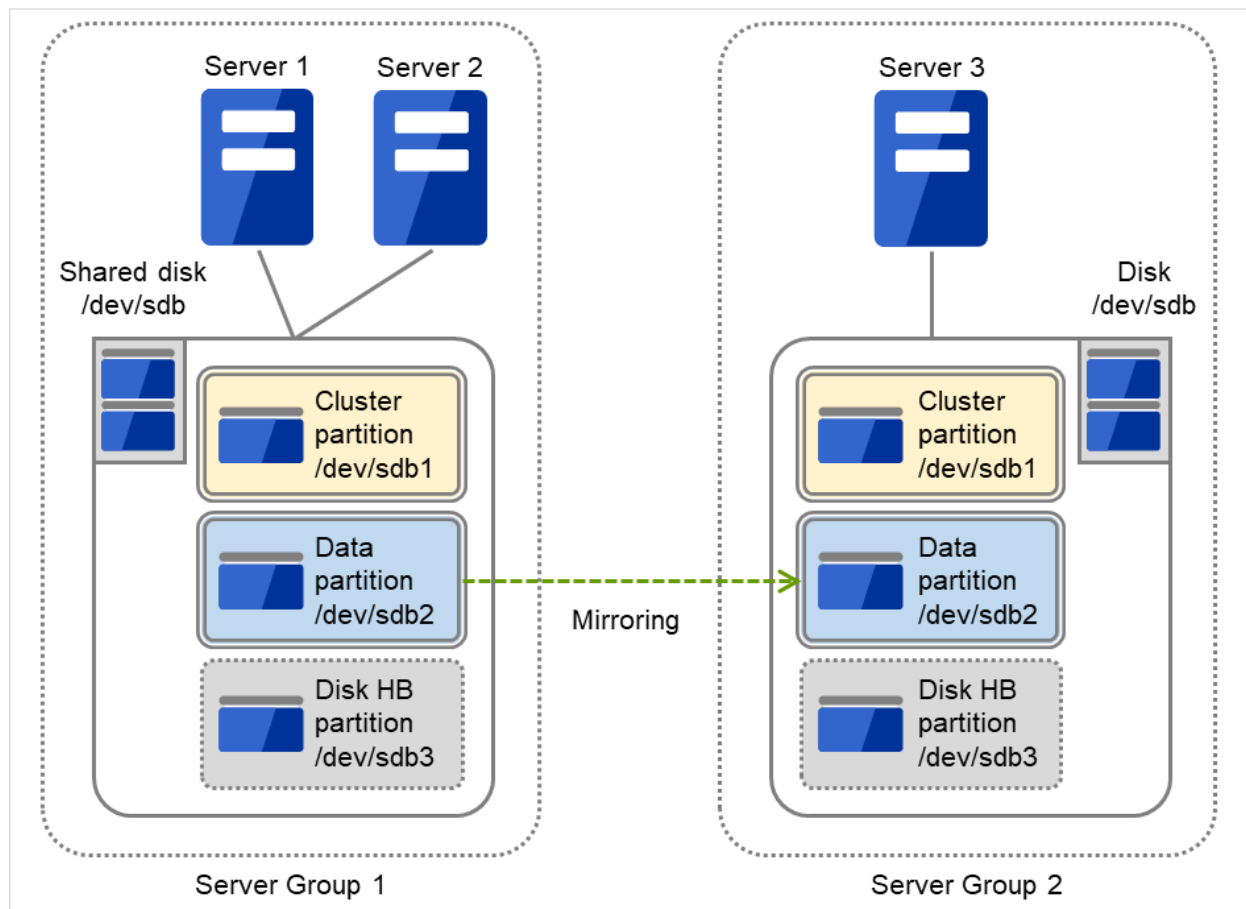 Server 1
Server 2
Shared disk
/dev/sdb
Cluster
partition
/dev/sdb1
Data
partition
/dev/sdb2
Disk HB
partition
/dev/sdb3
Server Group 1
Mirroring
Server 3
Disk
/dev/sdb
Cluster
partition
/dev/sdb1
Data
partition
/dev/sdb2
Disk HB
partition
/dev/sdb3
Server Group 2